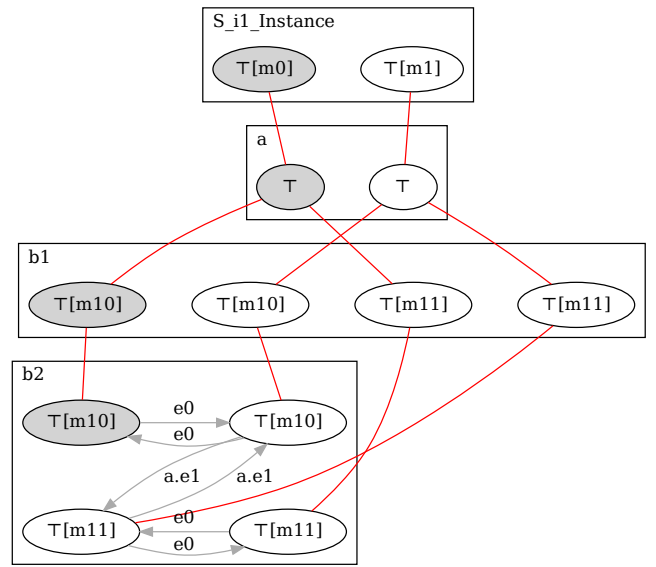 S_i1_Instance
⊤[m0]
⊤[m1]
a
⊤
⊤
b1
⊤[m10]
⊤[m10]
⊤[m11]
⊤[m11]
b2
⊤[m10]
e0
e0
⊤[m10]
a.e1
a.e1
⊤[m11]
e0
e0
⊤[m11]